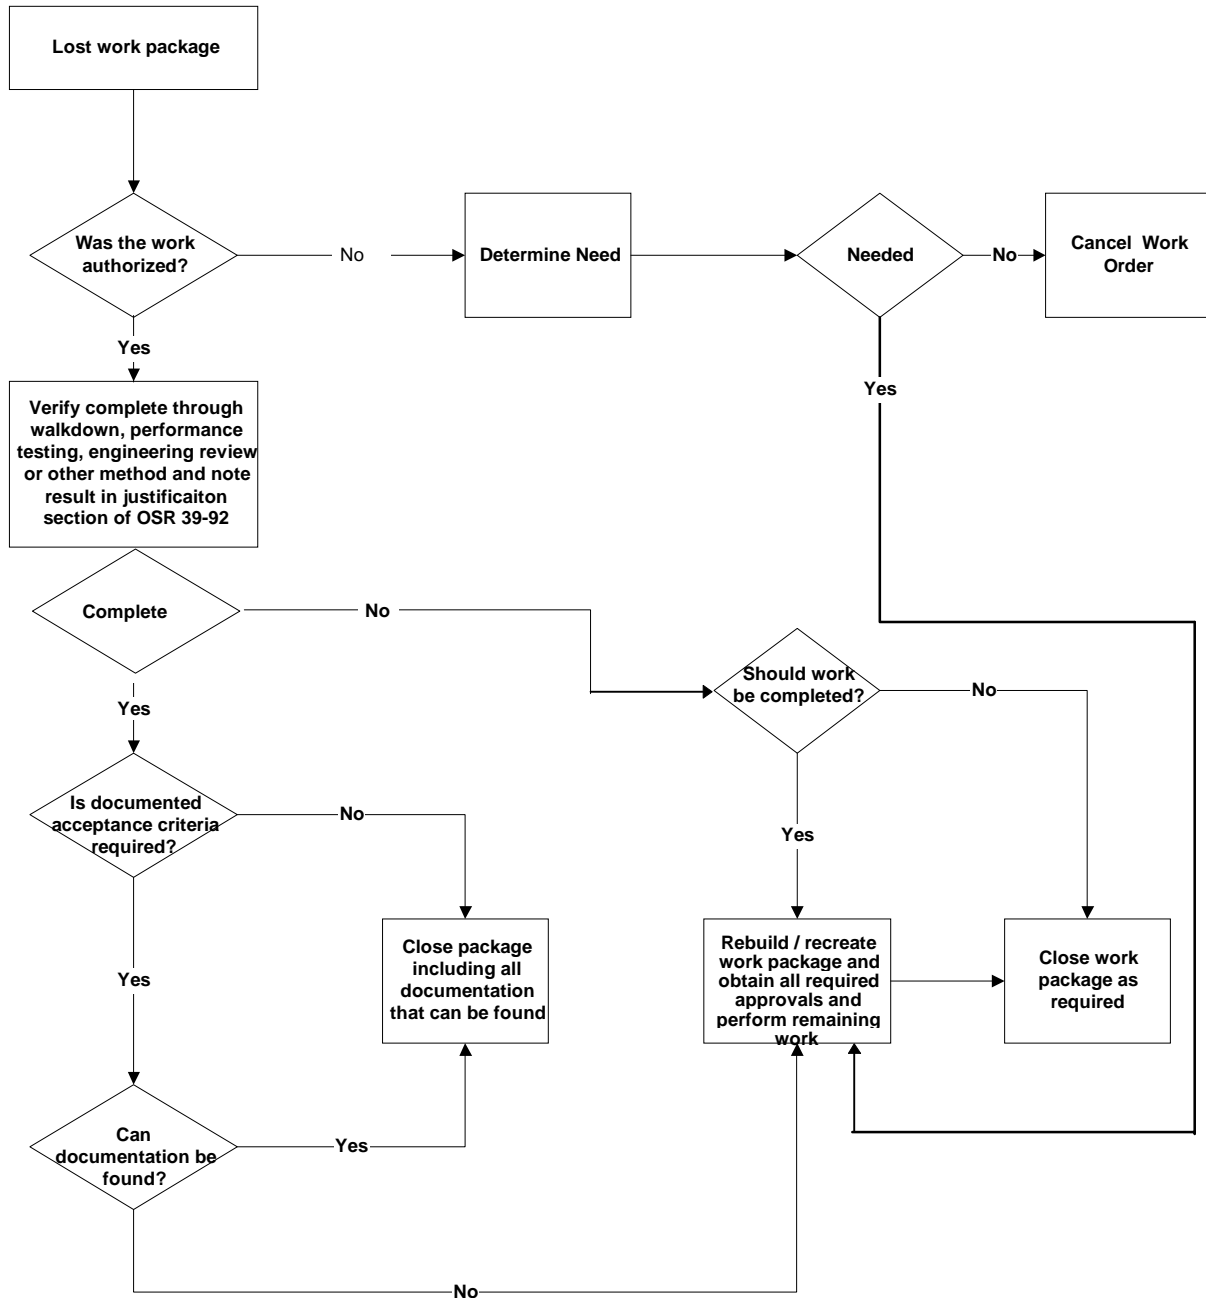 Lost work package
Was the work
authorized?
No
Determine Need
Needed
No
Cancel Work
Order
Yes
Yes
Verify complete through
walkdown, performance
testing, engineering review
or other method and note
result in justificaiton
section of OSR 39-92
Complete
No
Should work
be completed?
No
Yes
Is documented
acceptance criteria
required?
No
Yes
Close package
including all
documentation
that can be found
Rebuild / recreate
work package and
obtain all required
approvals and
perform remaining
work
Close work
package as
required
Yes
Can
documentation be
found?
Yes
No